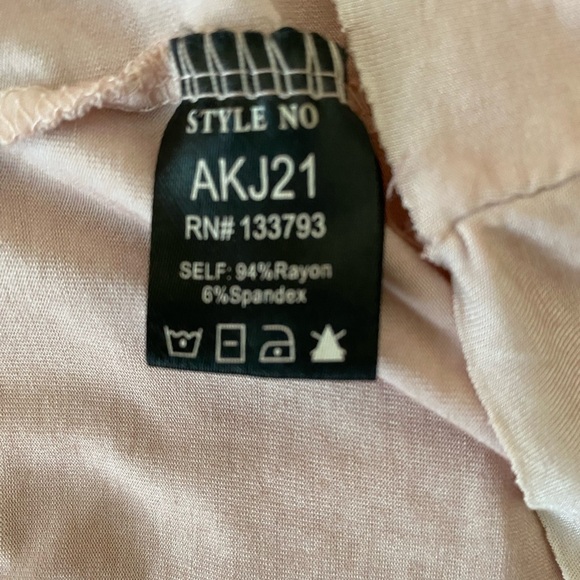 STYLE NO
AKJ21
RN# 133793
SELF: 94%Rayon
6%Spandex